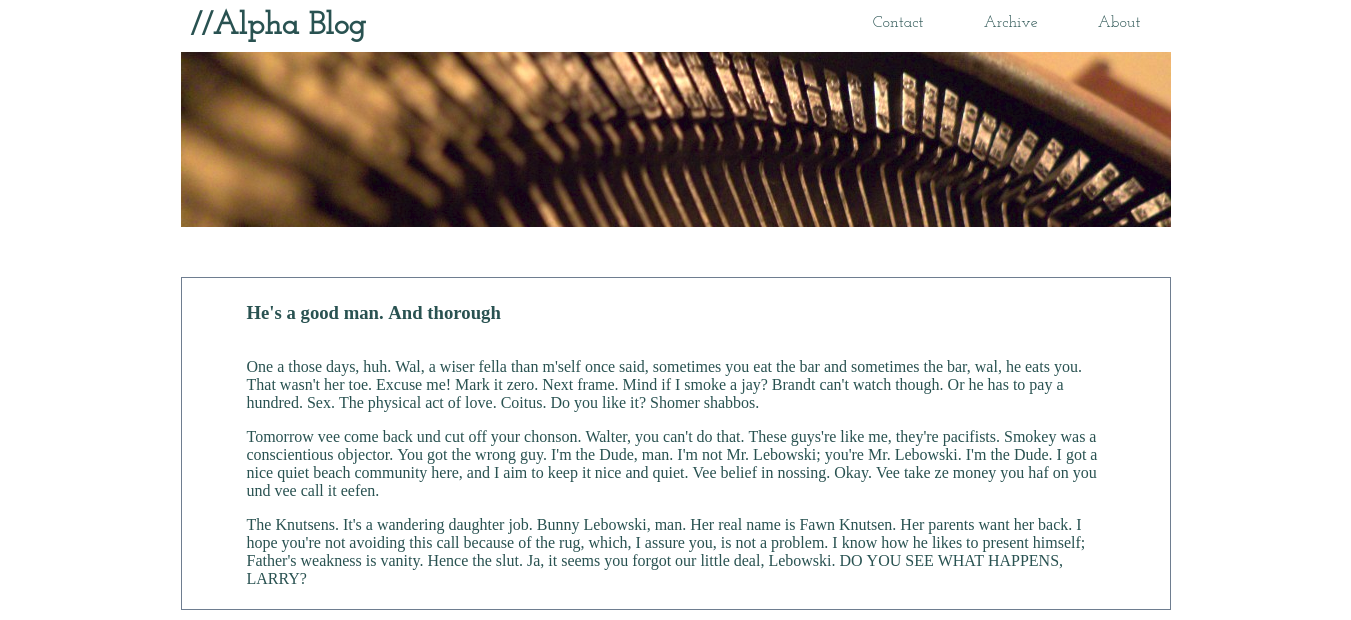 //Alpha Blog
Contact Archive About
He's a good man. And thorough
One a those days, huh. Wal, a wiser fella than m'self once said, sometimes you eat the bar and sometimes the bar, wal, he eats you.
That wasn't her toe. Excuse me! Mark it zero. Next frame. Mind if I smoke a jay? Brandt can't watch though. Or he has to pay a
hundred. Sex. The physical act of love. Coitus. Do you like it? Shomer shabbos.
Tomorrow vee come back und cut off your chonson. Walter, you can't do that. These guys're like me, they're pacifists. Smokey was a
conscientious objector. You got the wrong guy. I'm the Dude, man. I'm not Mr. Lebowski; you're Mr. Lebowski. I'm the Dude. I got a
nice quiet beach community here, and I aim to keep it nice and quiet. Vee belief in nossing. Okay. Vee take ze money you haf on you
und vee call it eefen.
The Knutsens. It's a wandering daughter job. Bunny Lebowski, man. Her real name is Fawn Knutsen. Her parents want her back. I
hope you're not avoiding this call because of the rug, which, I assure you, is not a problem. I know how he likes to present himself;
Father's weakness is vanity. Hence the slut. Ja, it seems you forgot our little deal, Lebowski. DO YOU SEE WHAT HAPPENS,
LARRY?